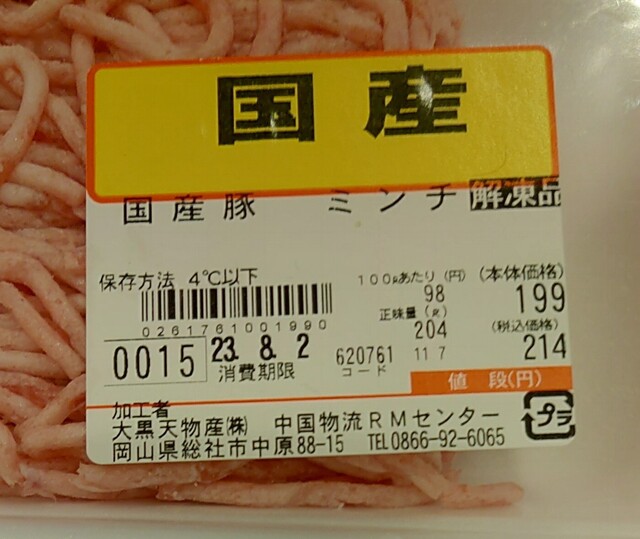 国産
国産豚 ミンチ 解凍品
保存方法 4℃以下
100gあたり (円) (本体価格)
98 199
0261761001990
正味量(g) (税込価格)
204 214
0015 23.8.2 620761 11 7
消費期限 コード 値 段(円)
加工者
大黒天物産㈱ 中国物流RMセンター
岡山県総社市中原88-15 TEL0866-92-6065
プラ